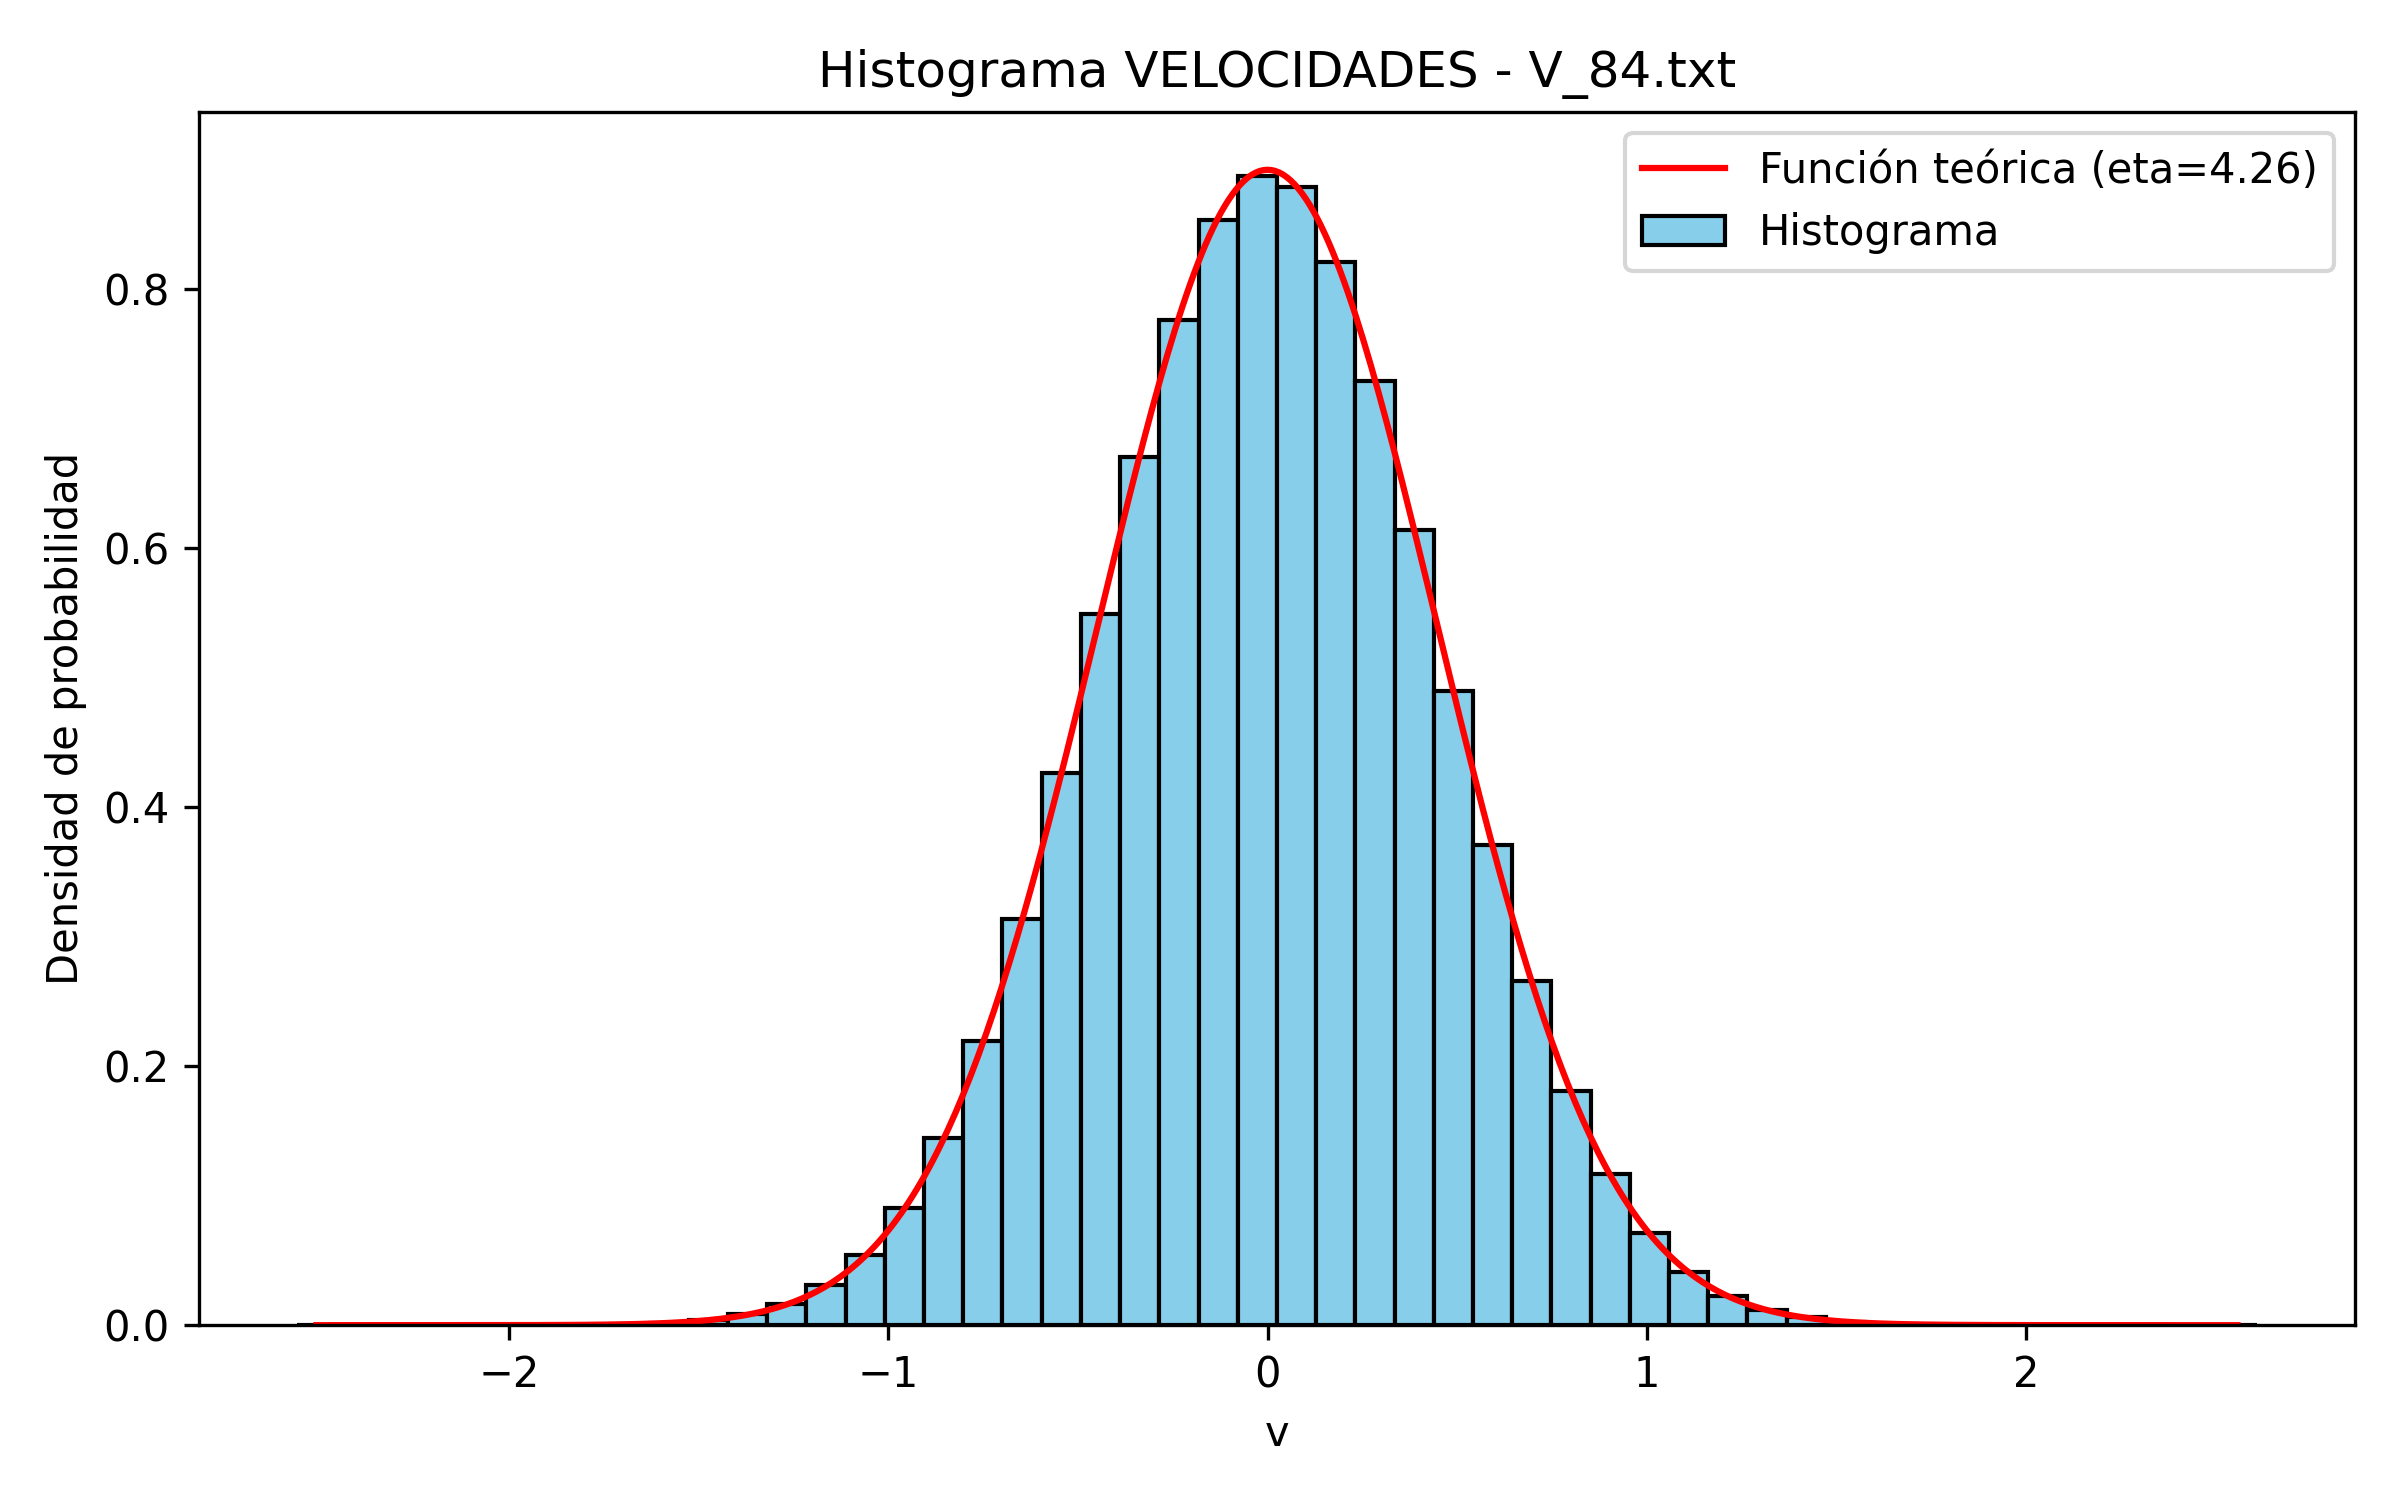 Histograma VELOCIDADES - V_84.txt
Función teórica (eta=4.26)
Histograma
Densidad de probabilidad
0.8
0.6
0.4
0.2
0.0
−2
−1
0
1
2
v